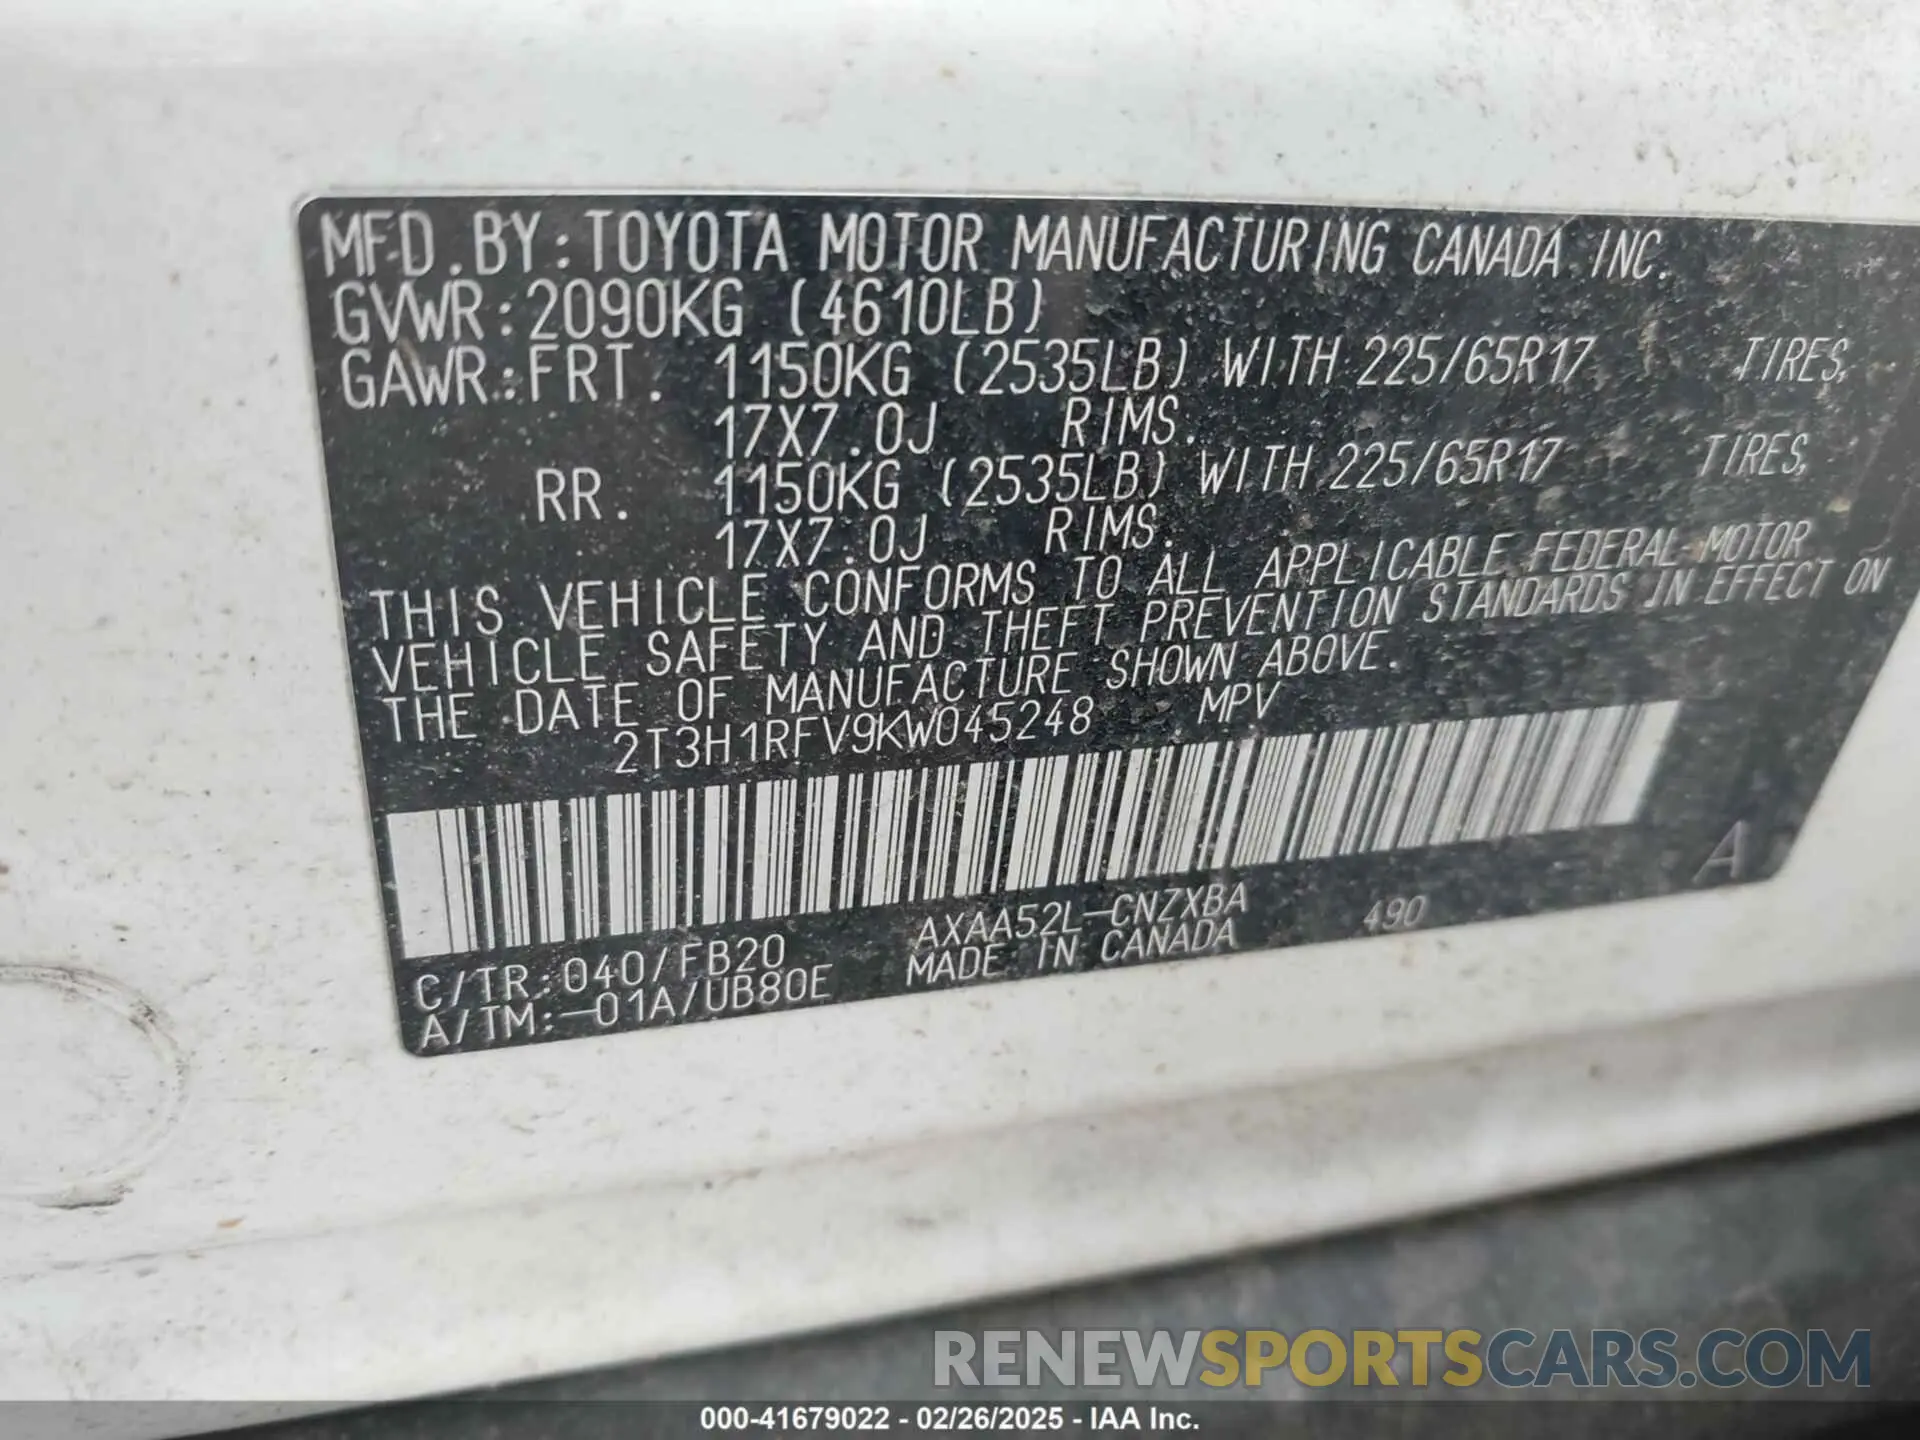 MFD.BY:TOYOTA MOTOR MANUFACTURING CANADA INC.
GVWR:2090KG (4610LB)
GAWR:FRT. 1150KG (2535LB) WITH 225/65R17 TIRES,
17X7.0J RIMS.
RR. 1150KG (2535LB) WITH 225/65R17 TIRES,
17X7.0J RIMS.
THIS VEHICLE CONFORMS TO ALL APPLICABLE FEDERAL MOTOR
VEHICLE SAFETY AND THEFT PREVENTION STANDARDS IN EFFECT ON
THE DATE OF MANUFACTURE SHOWN ABOVE.
2T3H1RFV9KW045248 MPV
A
C/TR:040/FB20 AXAA52L-CNZXBA 490
A/TM:-01A/UB80E MADE IN CANADA
RENEWSPORTSCARS.COM
000-41679022 - 02/26/2025 - IAA Inc.